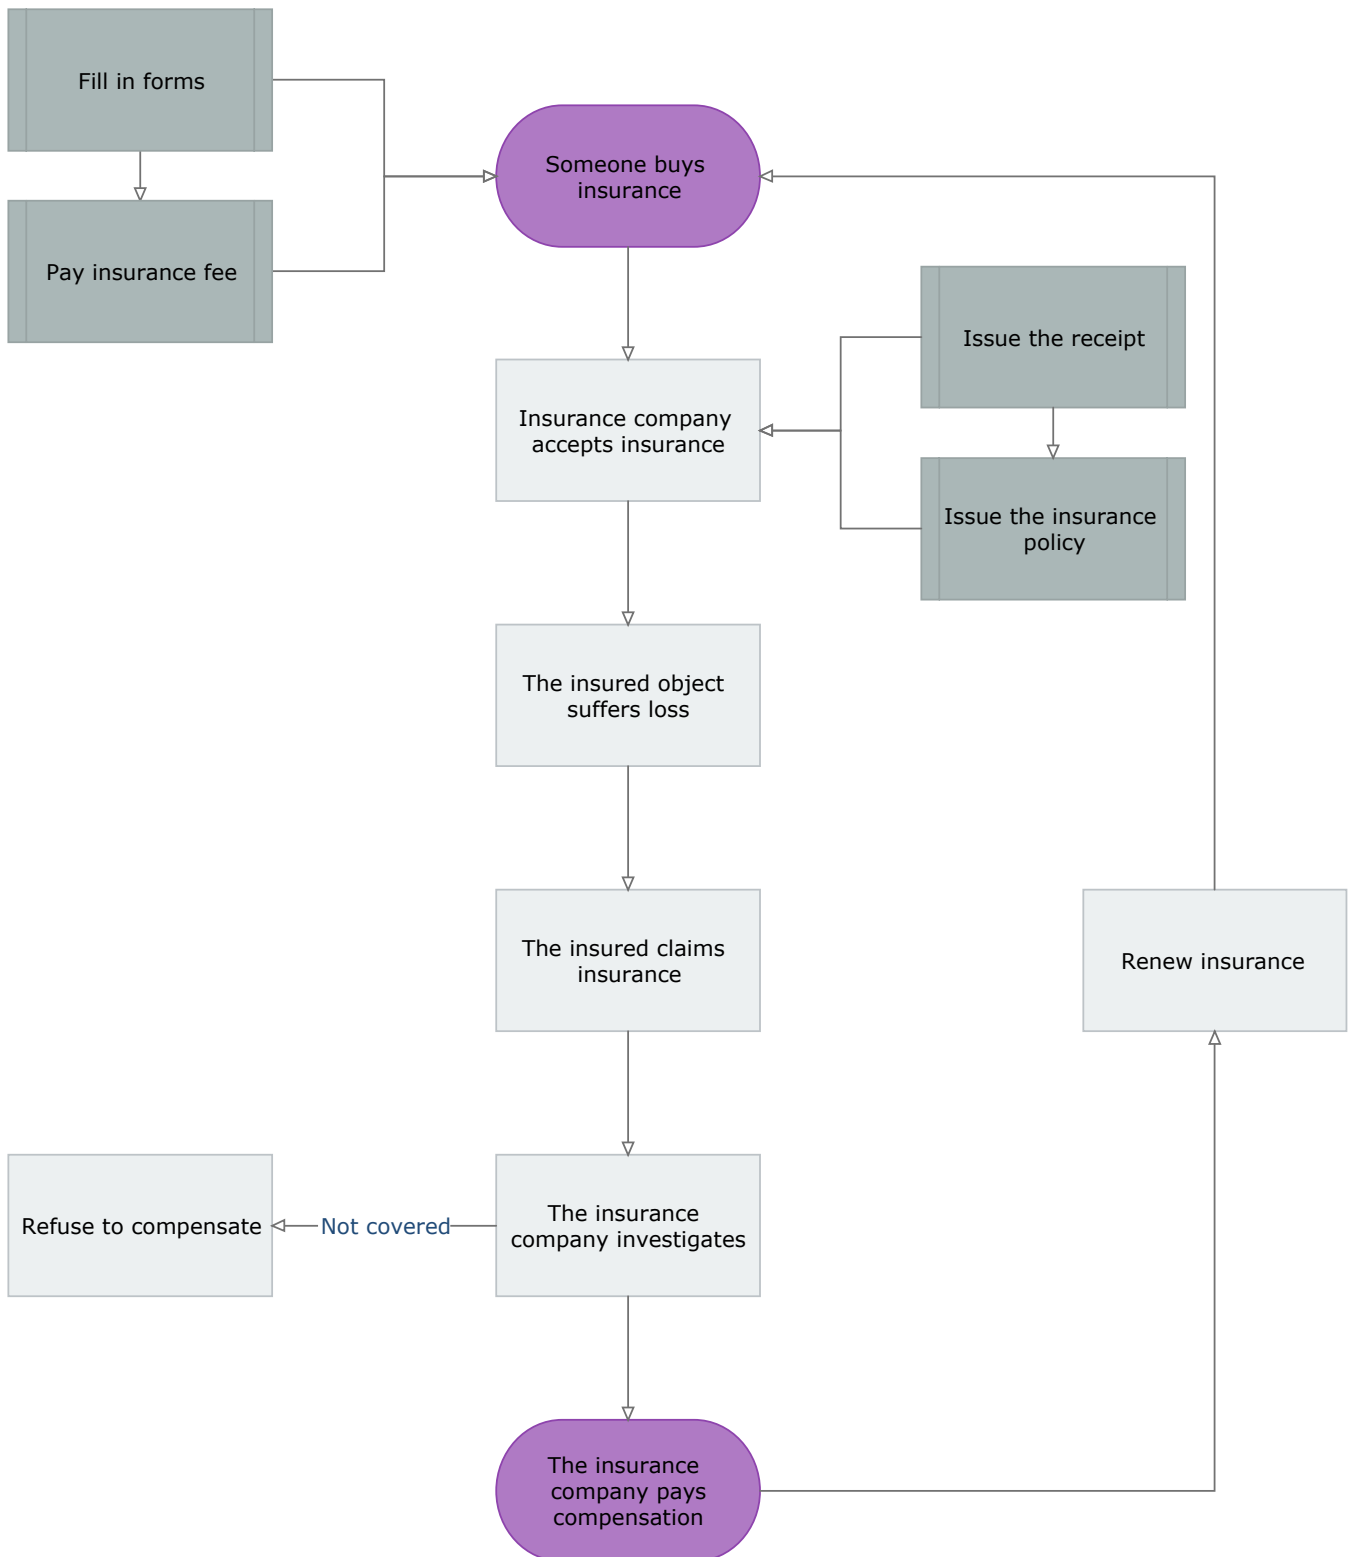 Fill in forms
Someone buys
insurance
Pay insurance fee
Issue the receipt
Insurance company
accepts insurance
Issue the insurance
policy
The insured object
suffers loss
The insured claims
insurance
Renew insurance
Refuse to compensate
Not covered
The insurance
company investigates
The insurance
company pays
compensation